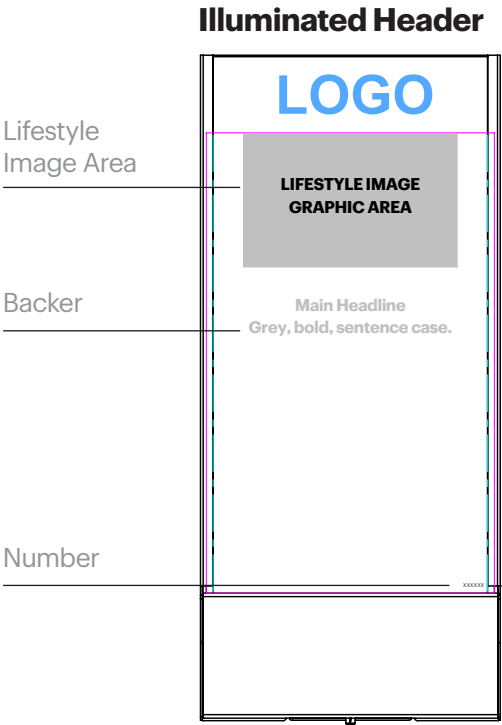 Illuminated Header
LOGO
Lifestyle
Image Area
LIFESTYLE IMAGE
GRAPHIC AREA
Backer
Main Headline
Grey, bold, sentence case.
Number
xxxxxx